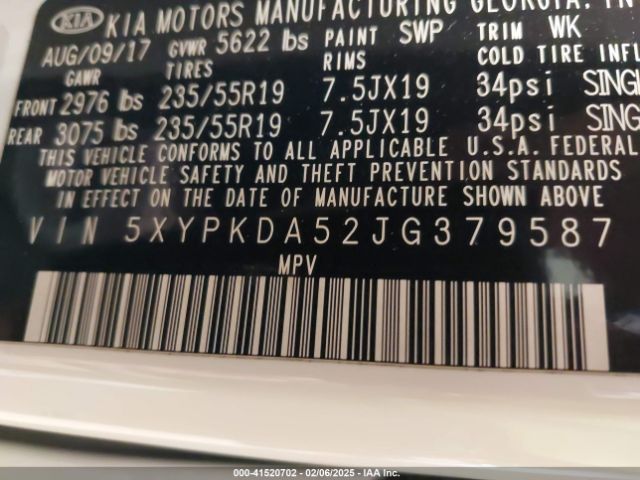 KIA KIA MOTORS MANUFACTURING GEORGIA, IN
AUG/09/17 GVWR 5622 lbs PAINT SWP TRIM WK
GAWR TIRES RIMS COLD TIRE INFL
FRONT 2976 lbs 235/55R19 7.5JX19 34psi SINGL
REAR 3075 lbs 235/55R19 7.5JX19 34psi SING
THIS VEHICLE CONFORMS TO ALL APPLICABLE U.S.A. FEDERAL
MOTOR VEHICLE SAFETY AND THEFT PREVENTION STANDARDS
IN EFFECT ON THE DATE OF MANUFACTURE SHOWN ABOVE
VIN 5XYPKDA52JG379587
MPV
000-41520702 - 02/06/2025 - IAA Inc.